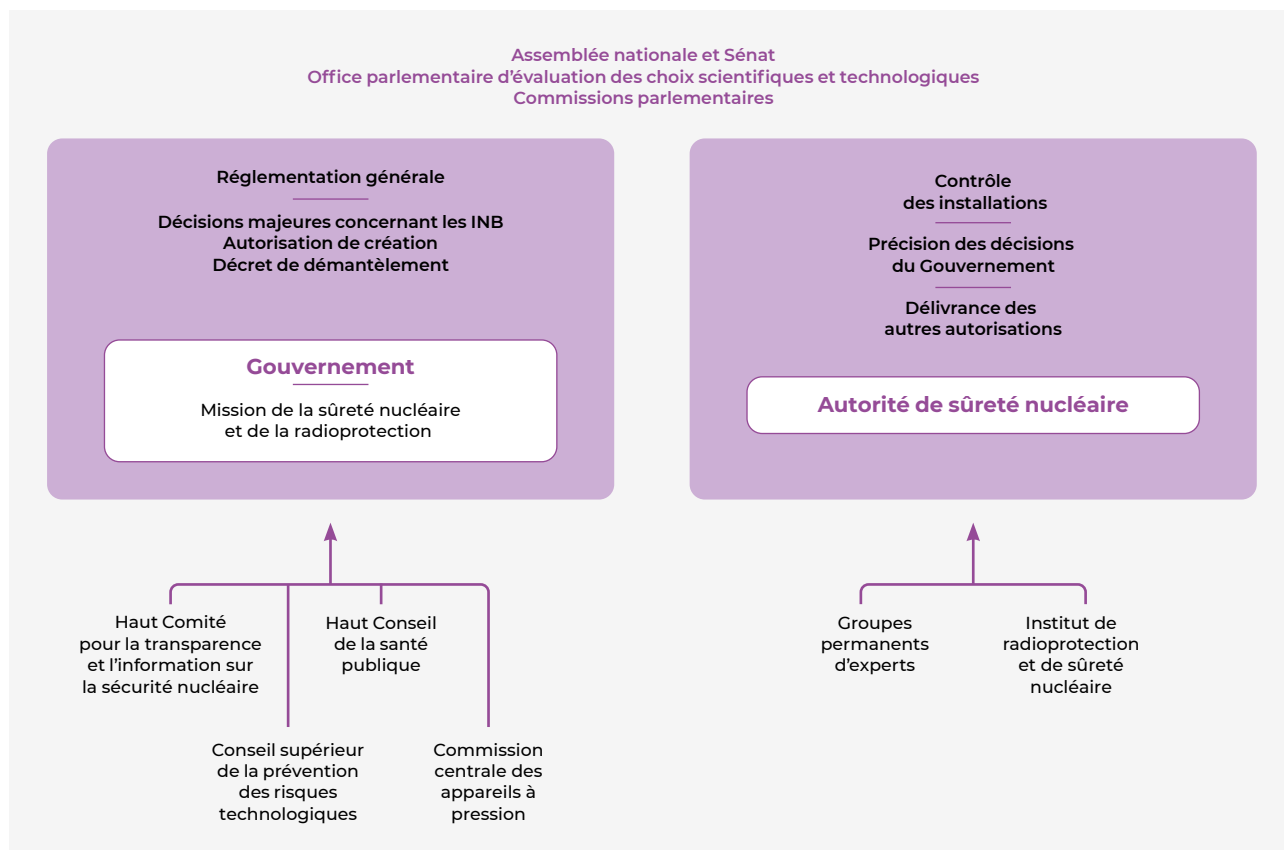 Assemblée nationale et Sénat
Office parlementaire d’évaluation des choix scientifiques et technologiques
Commissions parlementaires
Réglementation générale
Décisions majeures concernant les INB
Autorisation de création
Décret de démantèlement
Gouvernement
Mission de la sûreté nucléaire
et de la radioprotection
Contrôle
des installations
Précision des décisions
du Gouvernement
Délivrance des
autres autorisations
Autorité de sûreté nucléaire
Haut Comité
pour la transparence
et l’information sur
la sécurité nucléaire
Haut Conseil
de la santé
publique
Conseil supérieur
de la prévention
des risques
technologiques
Commission
centrale des
appareils à
pression
Groupes
permanents
d’experts
Institut de
radioprotection
et de sûreté
nucléaire